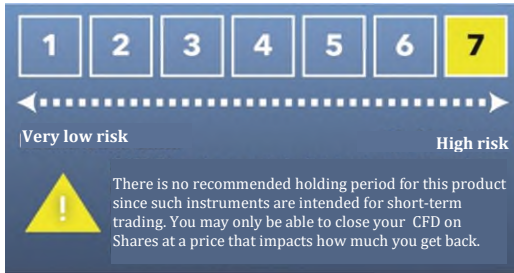 1 2 3 4 5 6 7
Very low risk
High risk
!
There is no recommended holding period for this product
since such instruments are intended for short-term
trading. You may only be able to close your CFD on
Shares at a price that impacts how much you get back.